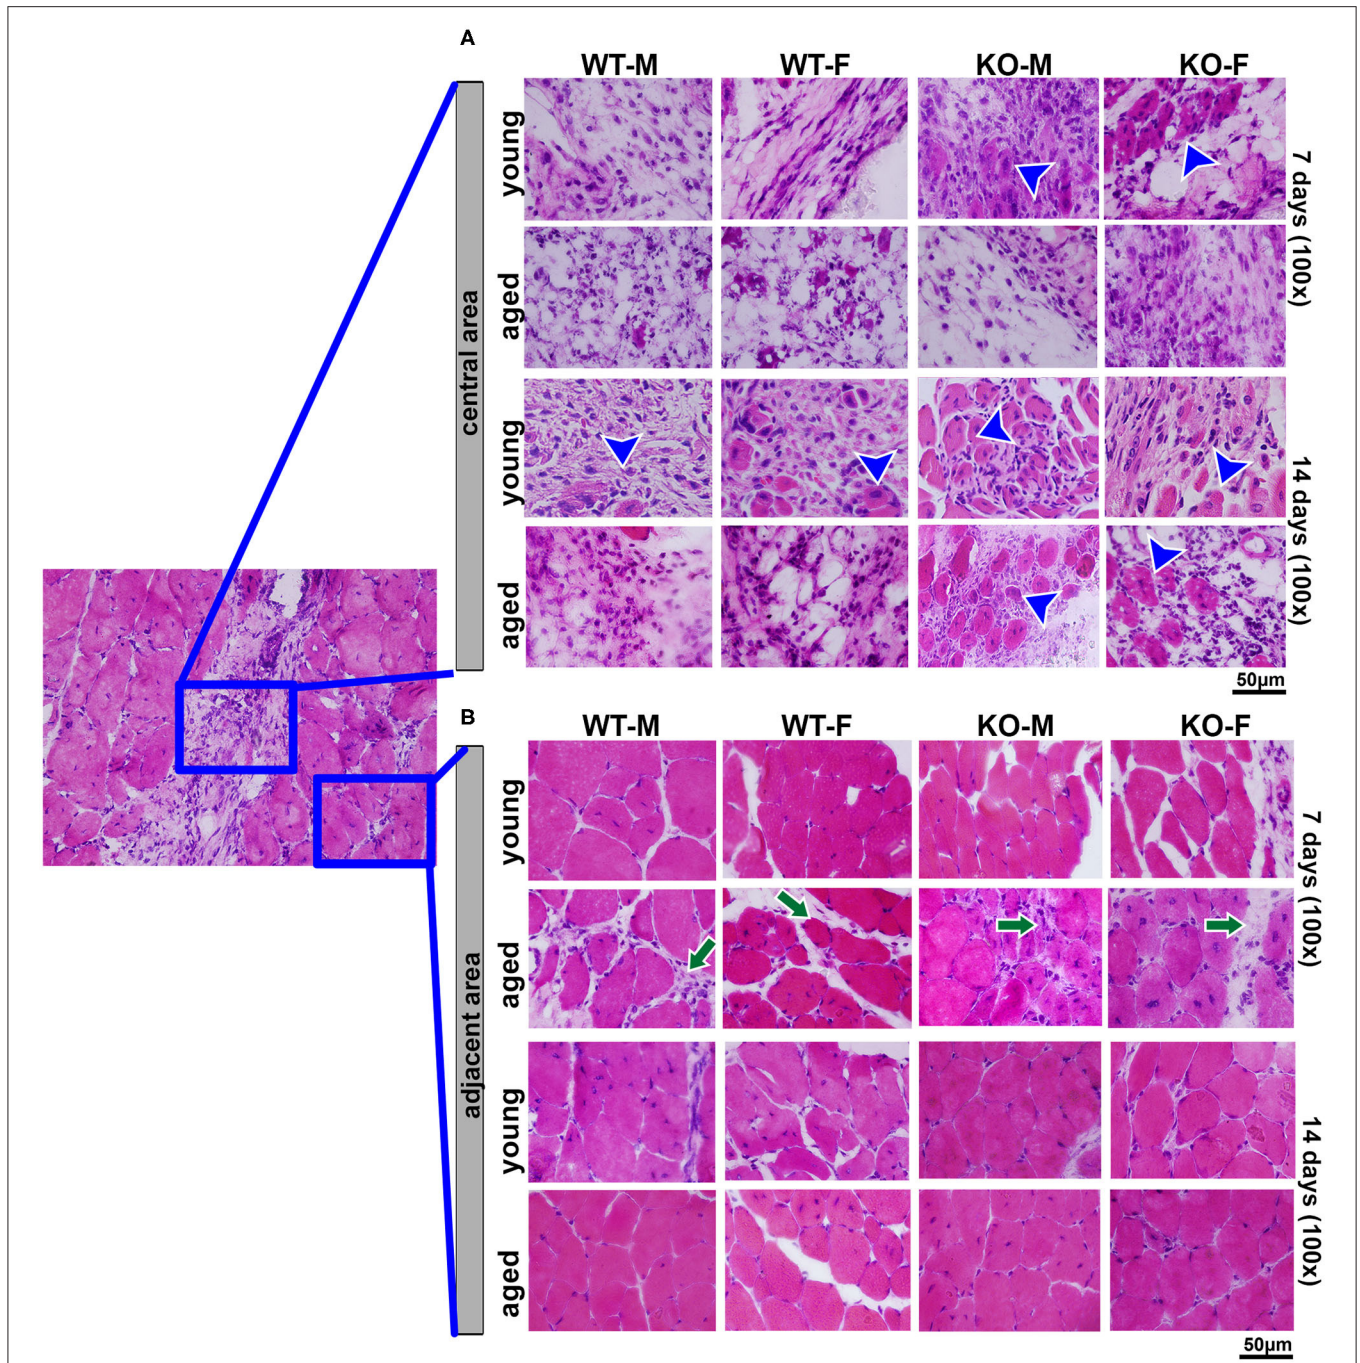 A
WT-M WT-F KO-M KO-F
central area
young
aged
7 days (100x)
young
aged
14 days (100x)
50µm
B
WT-M WT-F KO-M KO-F
adjacent area
young
aged
7 days (100x)
young
aged
14 days (100x)
50µm